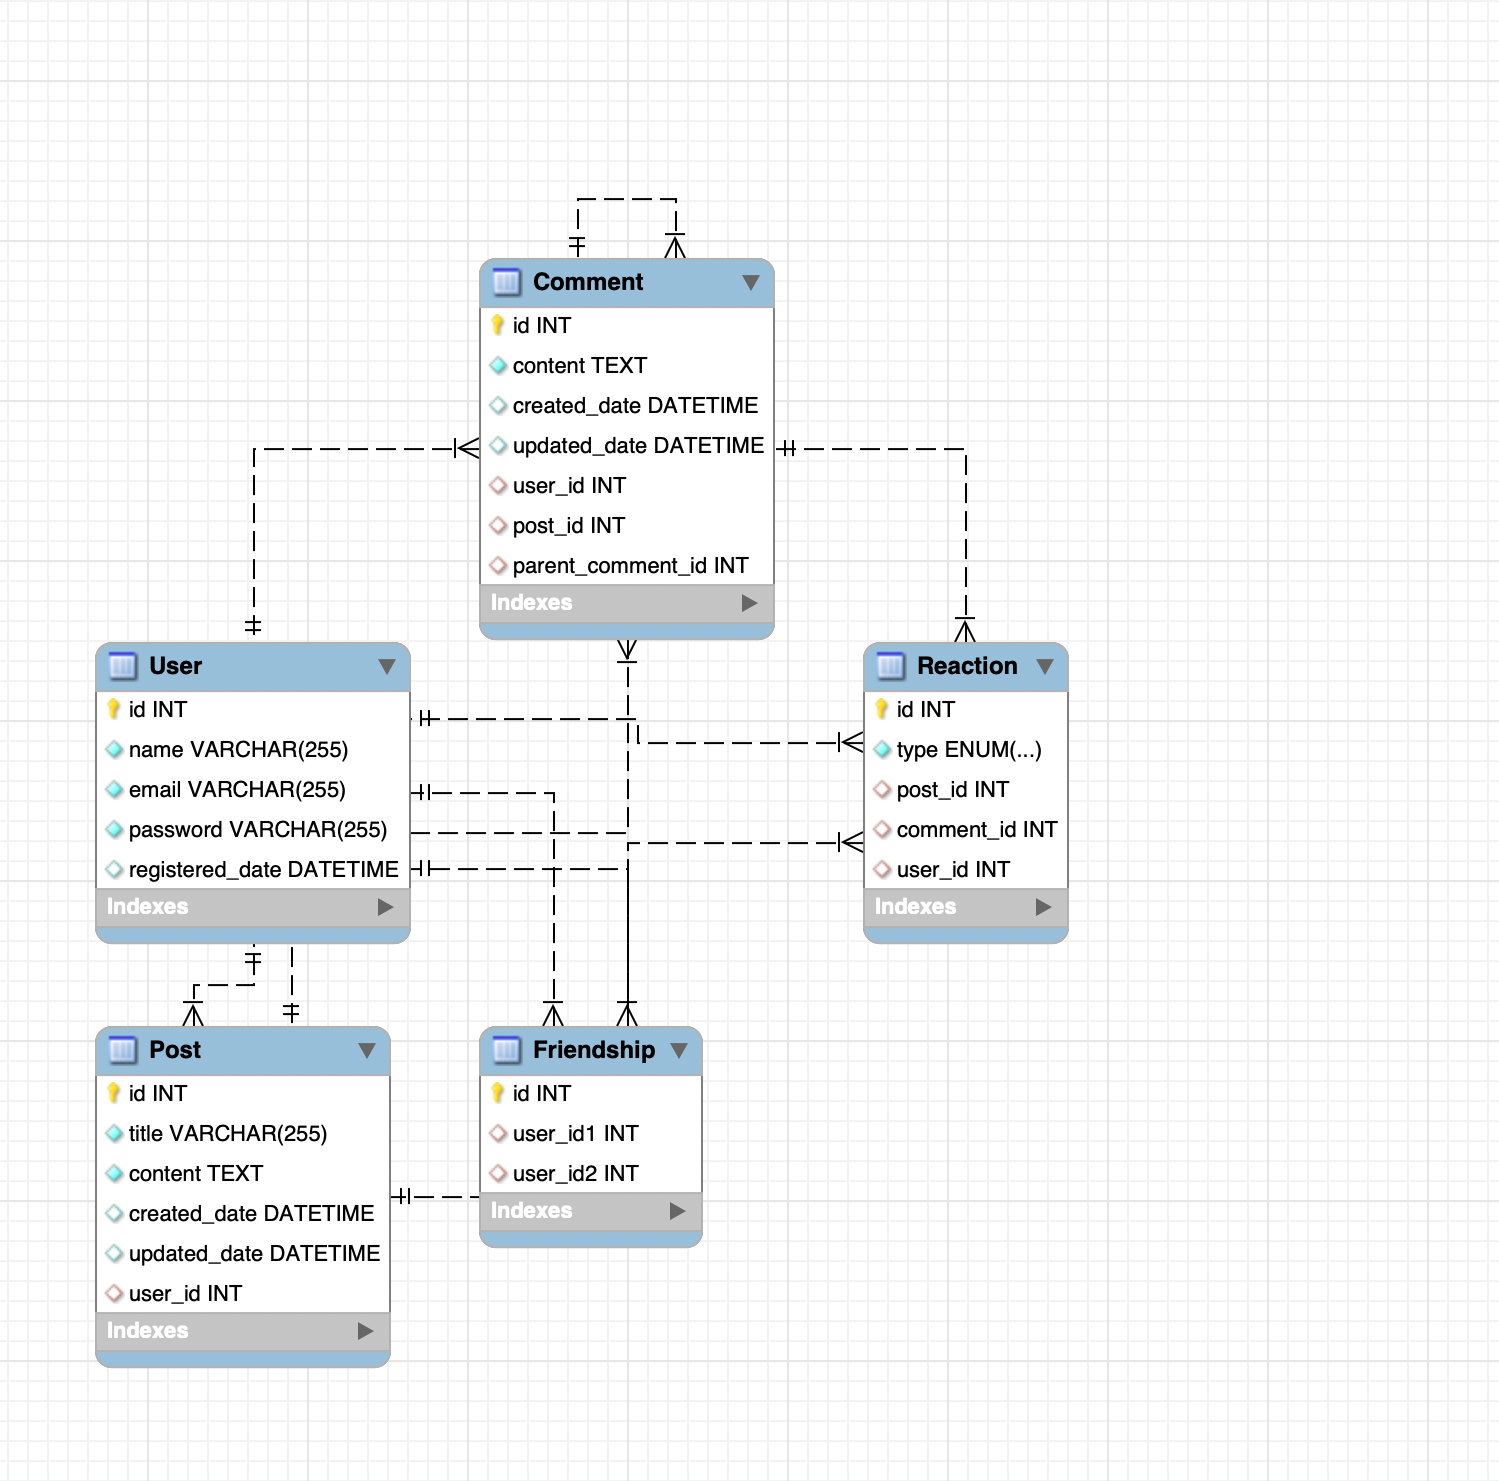 Comment
id INT
content TEXT
created_date DATETIME
updated_date DATETIME
user_id INT
post_id INT
parent_comment_id INT
Indexes
User
id INT
name VARCHAR(255)
email VARCHAR(255)
password VARCHAR(255)
registered_date DATETIME
Indexes
Reaction
id INT
type ENUM(...)
post_id INT
comment_id INT
user_id INT
Indexes
Post
id INT
title VARCHAR(255)
content TEXT
created_date DATETIME
updated_date DATETIME
user_id INT
Indexes
Friendship
id INT
user_id1 INT
user_id2 INT
Indexes